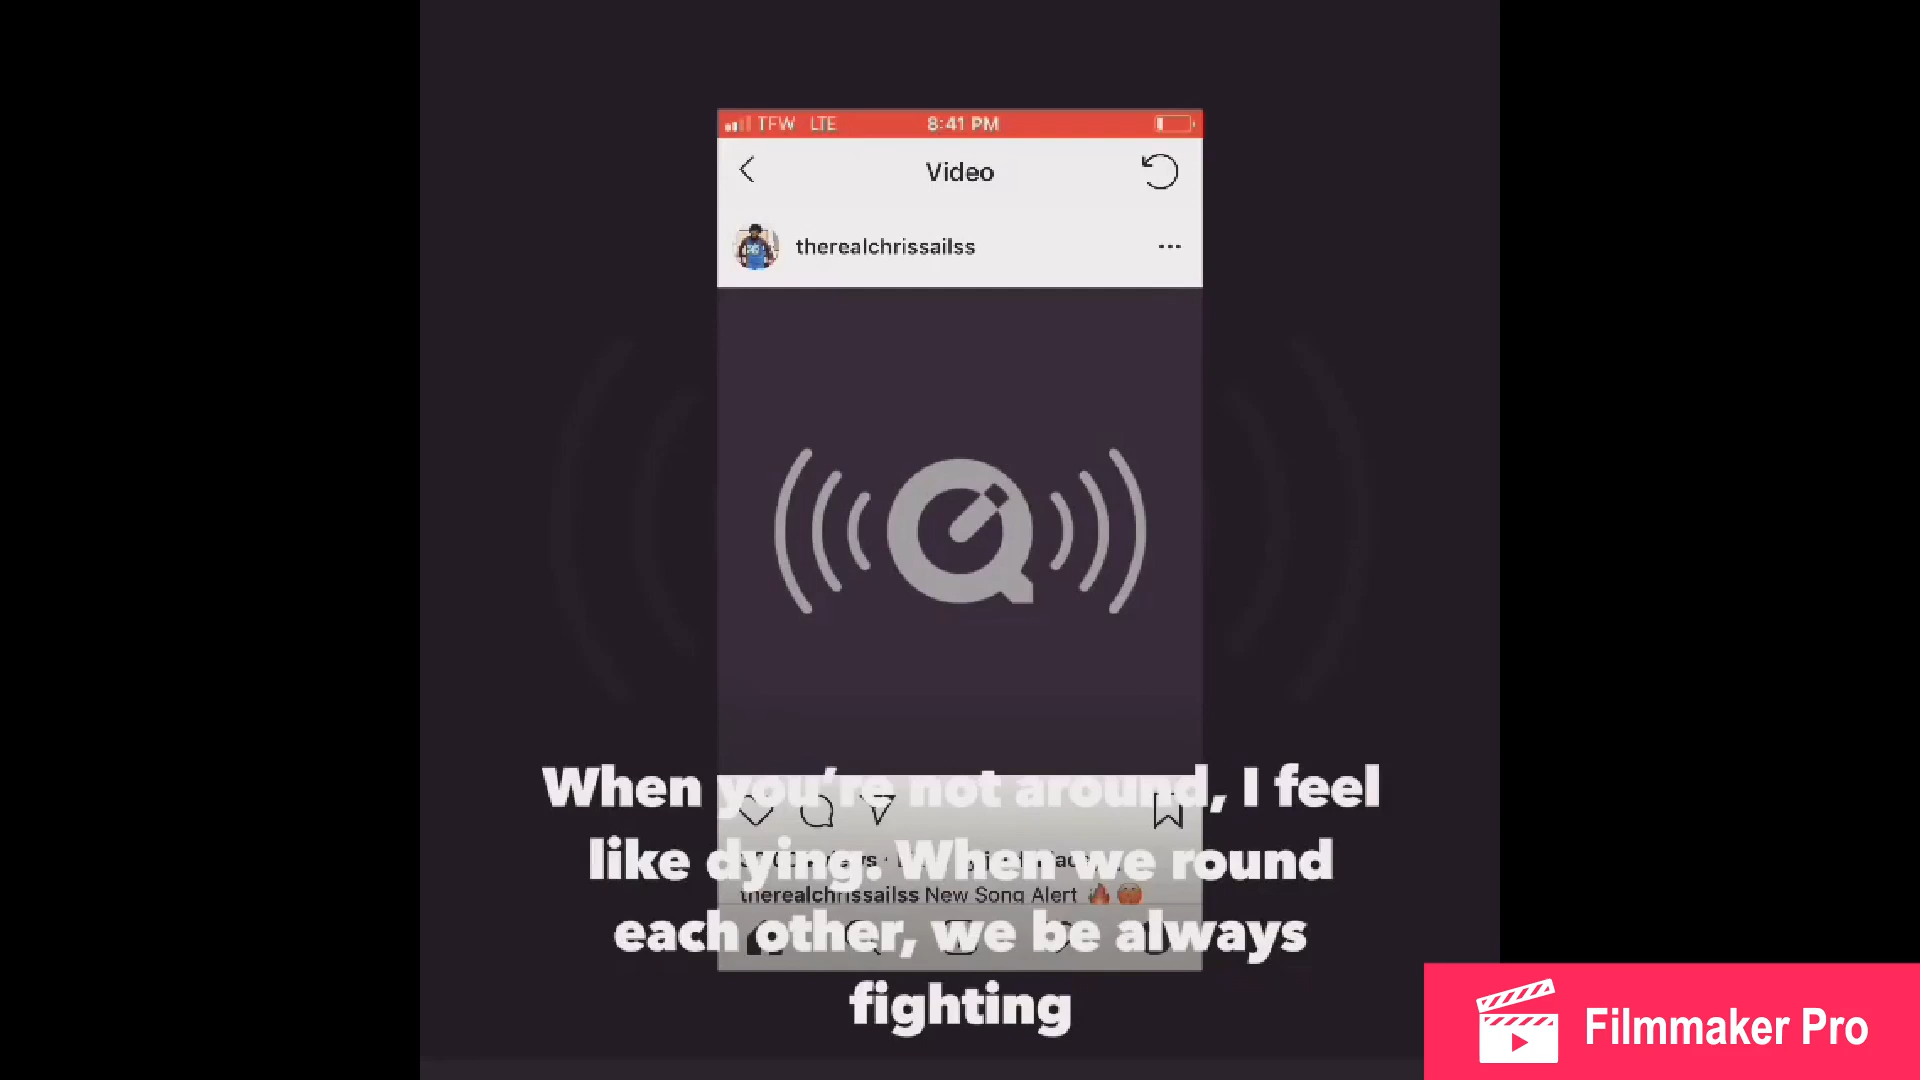 TFW LTE 8:41 PM
Video
therealchrissailss
When you're not around, I feel
like dying. When we round
therealchrissailss New Song Alert
each other, we be always
fighting
Filmmaker Pro